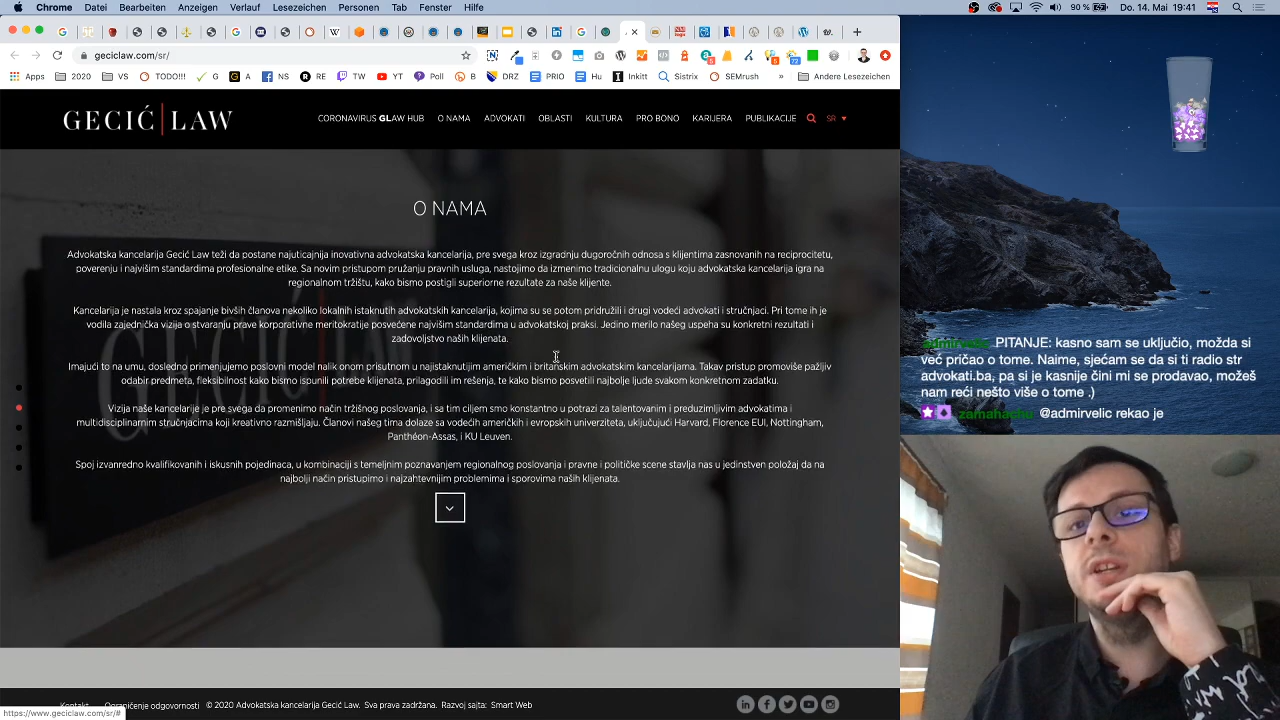 Chrome Datei Bearbeiten Anzeigen Verlauf Lesezeichen Personen Tab Fenster Hilfe
90 % Do. 14. Mai 19:41
geciclaw.com/sr/
Apps 2020 VS TODO!!! G A NS RE TW YT Poll B DRZ PRIO Hu Inkitt Sistrix SEMrush » Andere Lesezeichen
GECIĆ LAW
CORONAVIRUS GLAW HUB O NAMA ADVOKATI OBLASTI KULTURA PRO BONO KARIJERA PUBLIKACIJE SR
O NAMA
Advokatska kancelarija Gecić Law teži da postane najuticajnija inovativna advokatska kancelarija, pre svega kroz izgradnju dugoročnih odnosa s klijentima zasnovanih na reciprocitetu,
poverenju i najvišim standardima profesionalne etike. Sa novim pristupom pružanju pravnih usluga, nastojimo da izmenimo tradicionalnu ulogu koju advokatska kancelarija igra na
regionalnom tržištu, kako bismo postigli superiorne rezultate za naše klijente.
Kancelarija je nastala kroz spajanje bivših članova nekoliko lokalnih istaknutih advokatskih kancelarija, kojima su se potom pridružili i drugi vodeći advokati i stručnjaci. Pri tome ih je
vodila zajednička vizija o stvaranju prave korporativne meritokratije posvećene najvišim standardima u advokatskoj praksi. Jedino merilo našeg uspeha su konkretni rezultati i
zadovoljstvo naših klijenata.
Imajući to na umu, dosledno primenjujemo poslovni model nalik onom prisutnom u najistaknutijim američkim i britanskim advokatskim kancelarijama. Takav pristup promoviše pažljiv
odabir predmeta, fleksibilnost kako bismo ispunili potrebe klijenata, prilagodili im rešenja, te kako bismo posvetili najbolje ljude svakom konkretnom zadatku.
Vizija naše kancelarije je pre svega da promenimo način tržišnog poslovanja, i sa tim ciljem smo konstantno u potrazi za talentovanim i preduzimljivim advokatima i
multidisciplinarnim stručnjacima koji kreativno razmišljaju. Članovi našeg tima dolaze sa vodećih američkih i evropskih univerziteta, uključujući Harvard, Florence EUI, Nottingham,
Panthéon-Assas, i KU Leuven.
Spoj izvanredno kvalifikovanih i iskusnih pojedinaca, u kombinaciji s temeljnim poznavanjem regionalnog poslovanja i pravne i političke scene stavlja nas u jedinstven položaj da na
najbolji način pristupimo i najzahtevnijim problemima i sporovima naših klijenata.
Kontakt Ograničenje odgovornosti © 2020 Advokatska kancelarija Gecić Law. Sva prave zadržana. Razvoj sajta: Smart Web
https://www.geciclaw.com/sr/#
admirvelic PITANJE: kasno sam se uključio, možda si
već pričao o tome. Naime, sjećam se da si ti radio str
advokati.ba, pa si je kasnije čini mi se prodavao, možeš
nam reći nešto više o tome .)
zamahachu @admirvelic rekao je